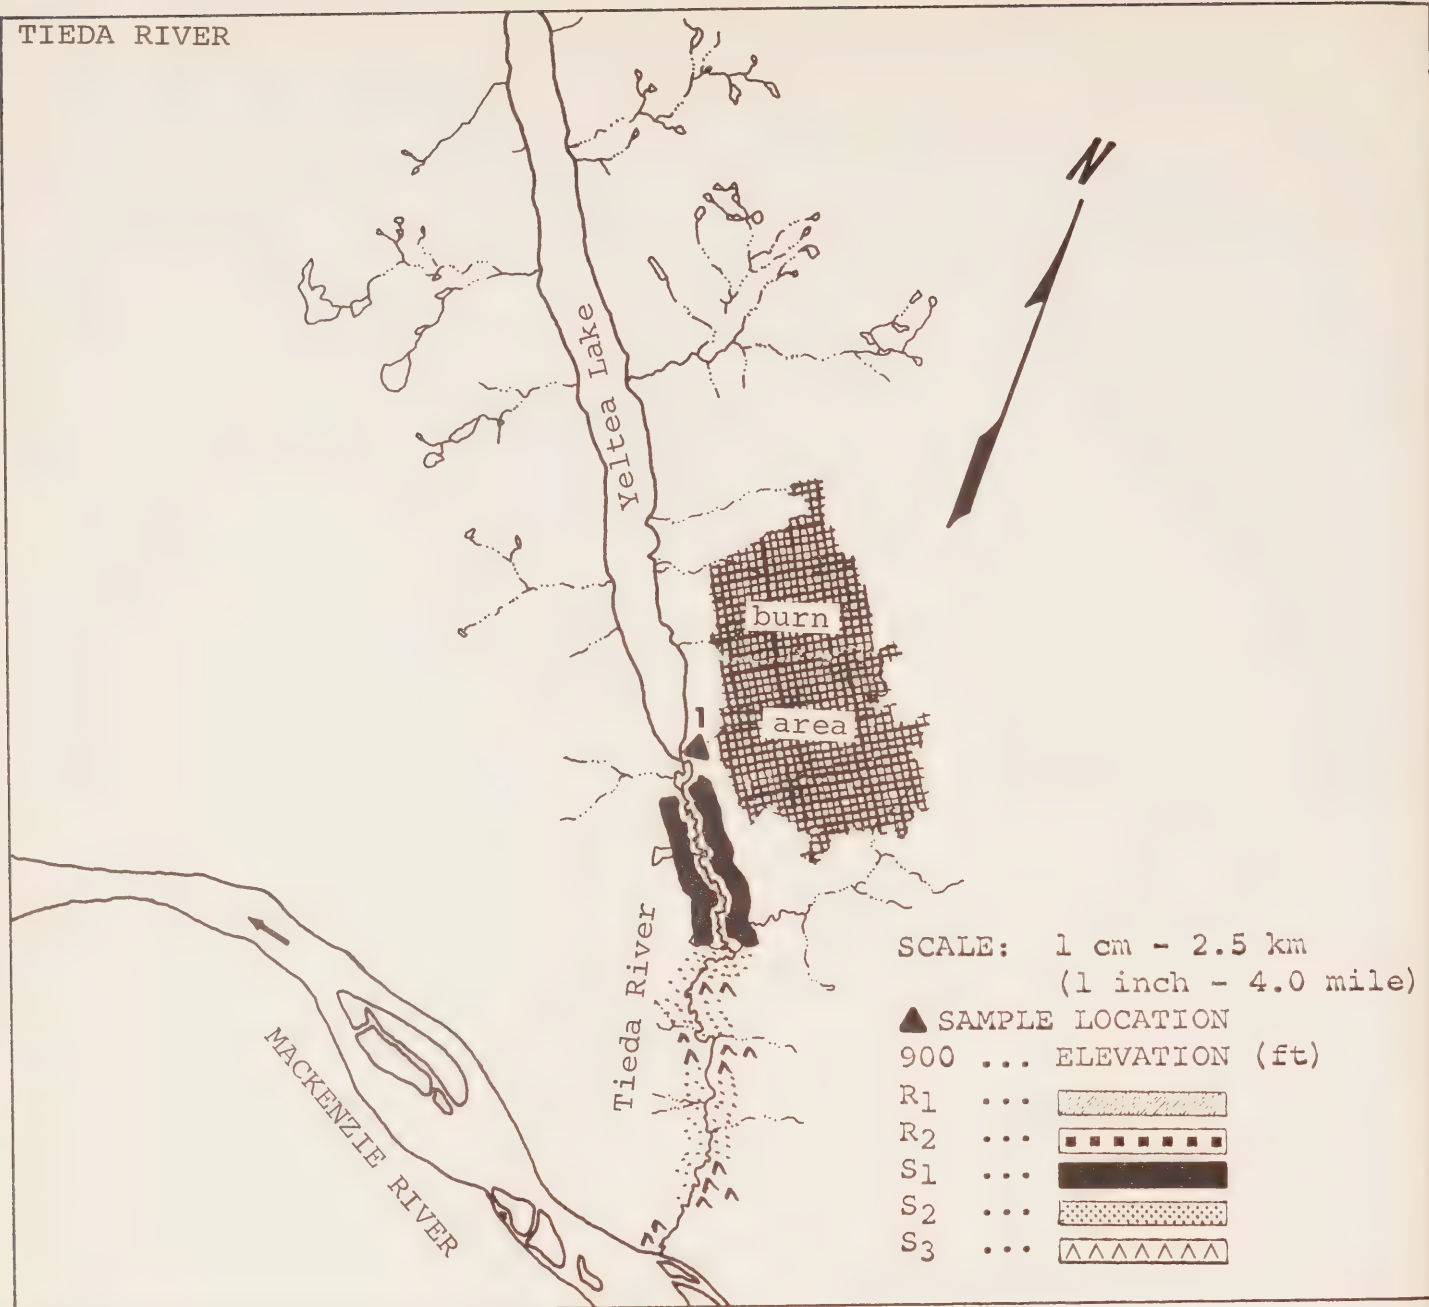 TIEDA RIVER
N
Yeltea Lake
burn
area
1
Tieda River
MACKENZIE RIVER
SCALE: 1 cm - 2.5 km
(1 inch - 4.0 mile)
SAMPLE LOCATION
900 ... ELEVATION (ft)
R1 ...
R2 ...
S1 ...
S2 ...
S3 ...